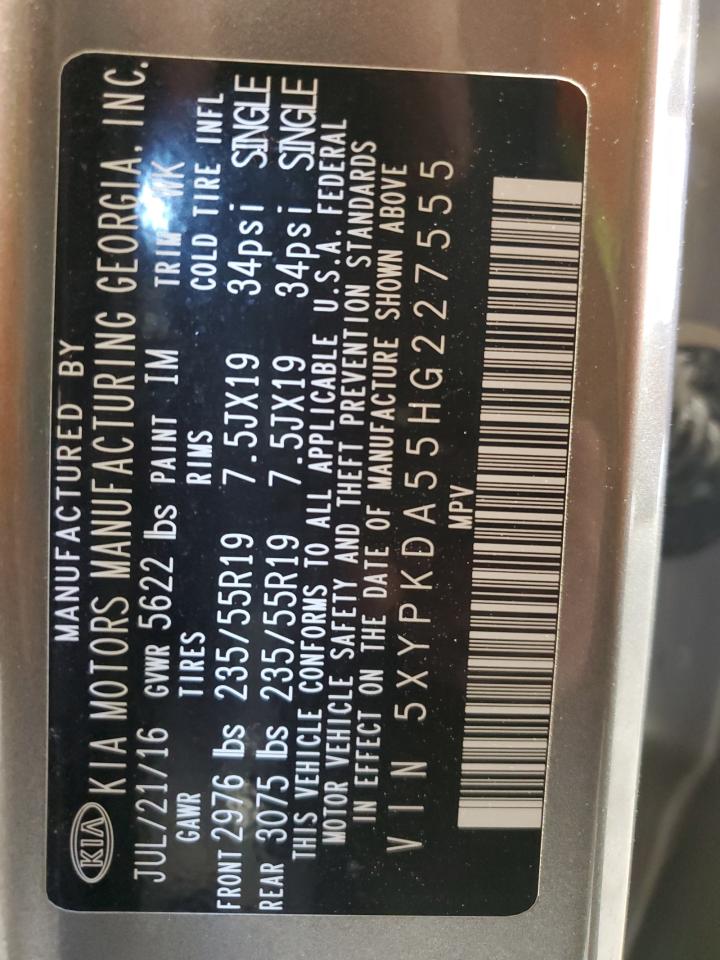 MANUFACTURED BY
KIA KIA MOTORS MANUFACTURING GEORGIA, INC.
JUL/21/16 GVWR 5622 lbs PAINT IM TRIM WK
GAWR TIRES RIMS COLD TIRE INFL
FRONT 2976 lbs 235/55R19 7.5JX19 34psi SINGLE
REAR 3075 lbs 235/55R19 7.5JX19 34psi SINGLE
THIS VEHICLE CONFORMS TO ALL APPLICABLE U.S.A. FEDERAL
MOTOR VEHICLE SAFETY AND THEFT PREVENTION STANDARDS
IN EFFECT ON THE DATE OF MANUFACTURE SHOWN ABOVE
VIN 5XYPKDA55HG227555
MPV